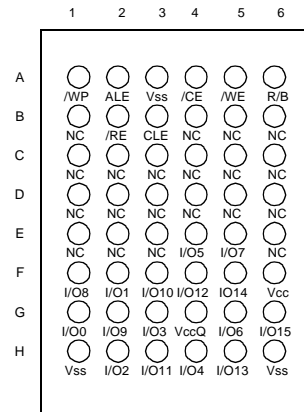 1 2 3 4 5 6
A
/WP ALE Vss /CE /WE R/B
B
NC /RE CLE NC NC NC
C
NC NC NC NC NC NC
D
NC NC NC NC NC NC
E
NC NC NC I/O5 I/O7 NC
F
I/O8 I/O1 I/O10 I/O12 IO14 Vcc
G
I/O0 I/O9 I/O3 VccQ I/O6 I/O15
H
Vss I/O2 I/O11 I/O4 I/O13 Vss